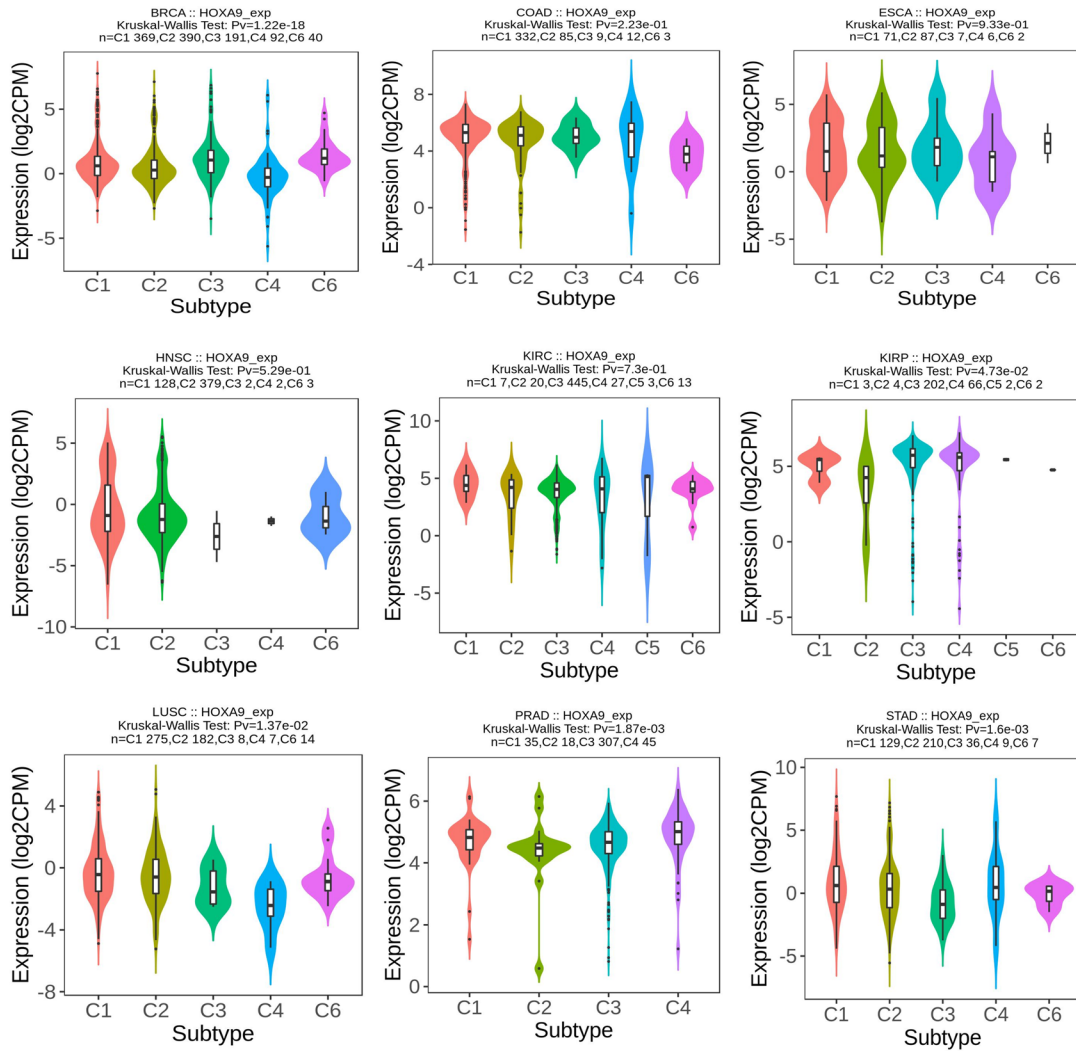 BRCA :: HOXA9_exp
Kruskal-Wallis Test: Pv=1.22e-18
n=C1 369,C2 390,C3 191,C4 92,C6 40
Expression (log2CPM)
5
0
-5
C1 C2 C3 C4 C6
Subtype
COAD :: HOXA9_exp
Kruskal-Wallis Test: Pv=2.23e-01
n=C1 332,C2 85,C3 9,C4 12,C6 3
Expression (log2CPM)
8
4
0
-4
C1 C2 C3 C4 C6
Subtype
ESCA :: HOXA9_exp
Kruskal-Wallis Test: Pv=9.33e-01
n=C1 71,C2 87,C3 7,C4 6,C6 2
Expression (log2CPM)
5
0
-5
C1 C2 C3 C4 C6
Subtype
HNSC :: HOXA9_exp
Kruskal-Wallis Test: Pv=5.29e-01
n=C1 128,C2 379,C3 2,C4 2,C6 3
Expression (log2CPM)
5
0
-5
-10
C1 C2 C3 C4 C6
Subtype
KIRC :: HOXA9_exp
Kruskal-Wallis Test: Pv=7.3e-01
n=C1 7,C2 20,C3 445,C4 27,C5 3,C6 13
Expression (log2CPM)
10
5
0
-5
C1 C2 C3 C4 C5 C6
Subtype
KIRP :: HOXA9_exp
Kruskal-Wallis Test: Pv=4.73e-02
n=C1 3,C2 4,C3 202,C4 66,C5 2,C6 2
Expression (log2CPM)
5
0
-5
C1 C2 C3 C4 C5 C6
Subtype
LUSC :: HOXA9_exp
Kruskal-Wallis Test: Pv=1.37e-02
n=C1 275,C2 182,C3 8,C4 7,C6 14
Expression (log2CPM)
4
0
-4
-8
C1 C2 C3 C4 C6
Subtype
PRAD :: HOXA9_exp
Kruskal-Wallis Test: Pv=1.87e-03
n=C1 35,C2 18,C3 307,C4 45
Expression (log2CPM)
6
4
2
0
C1 C2 C3 C4
Subtype
STAD :: HOXA9_exp
Kruskal-Wallis Test: Pv=1.6e-03
n=C1 129,C2 210,C3 36,C4 9,C6 7
Expression (log2CPM)
10
5
0
-5
C1 C2 C3 C4 C6
Subtype